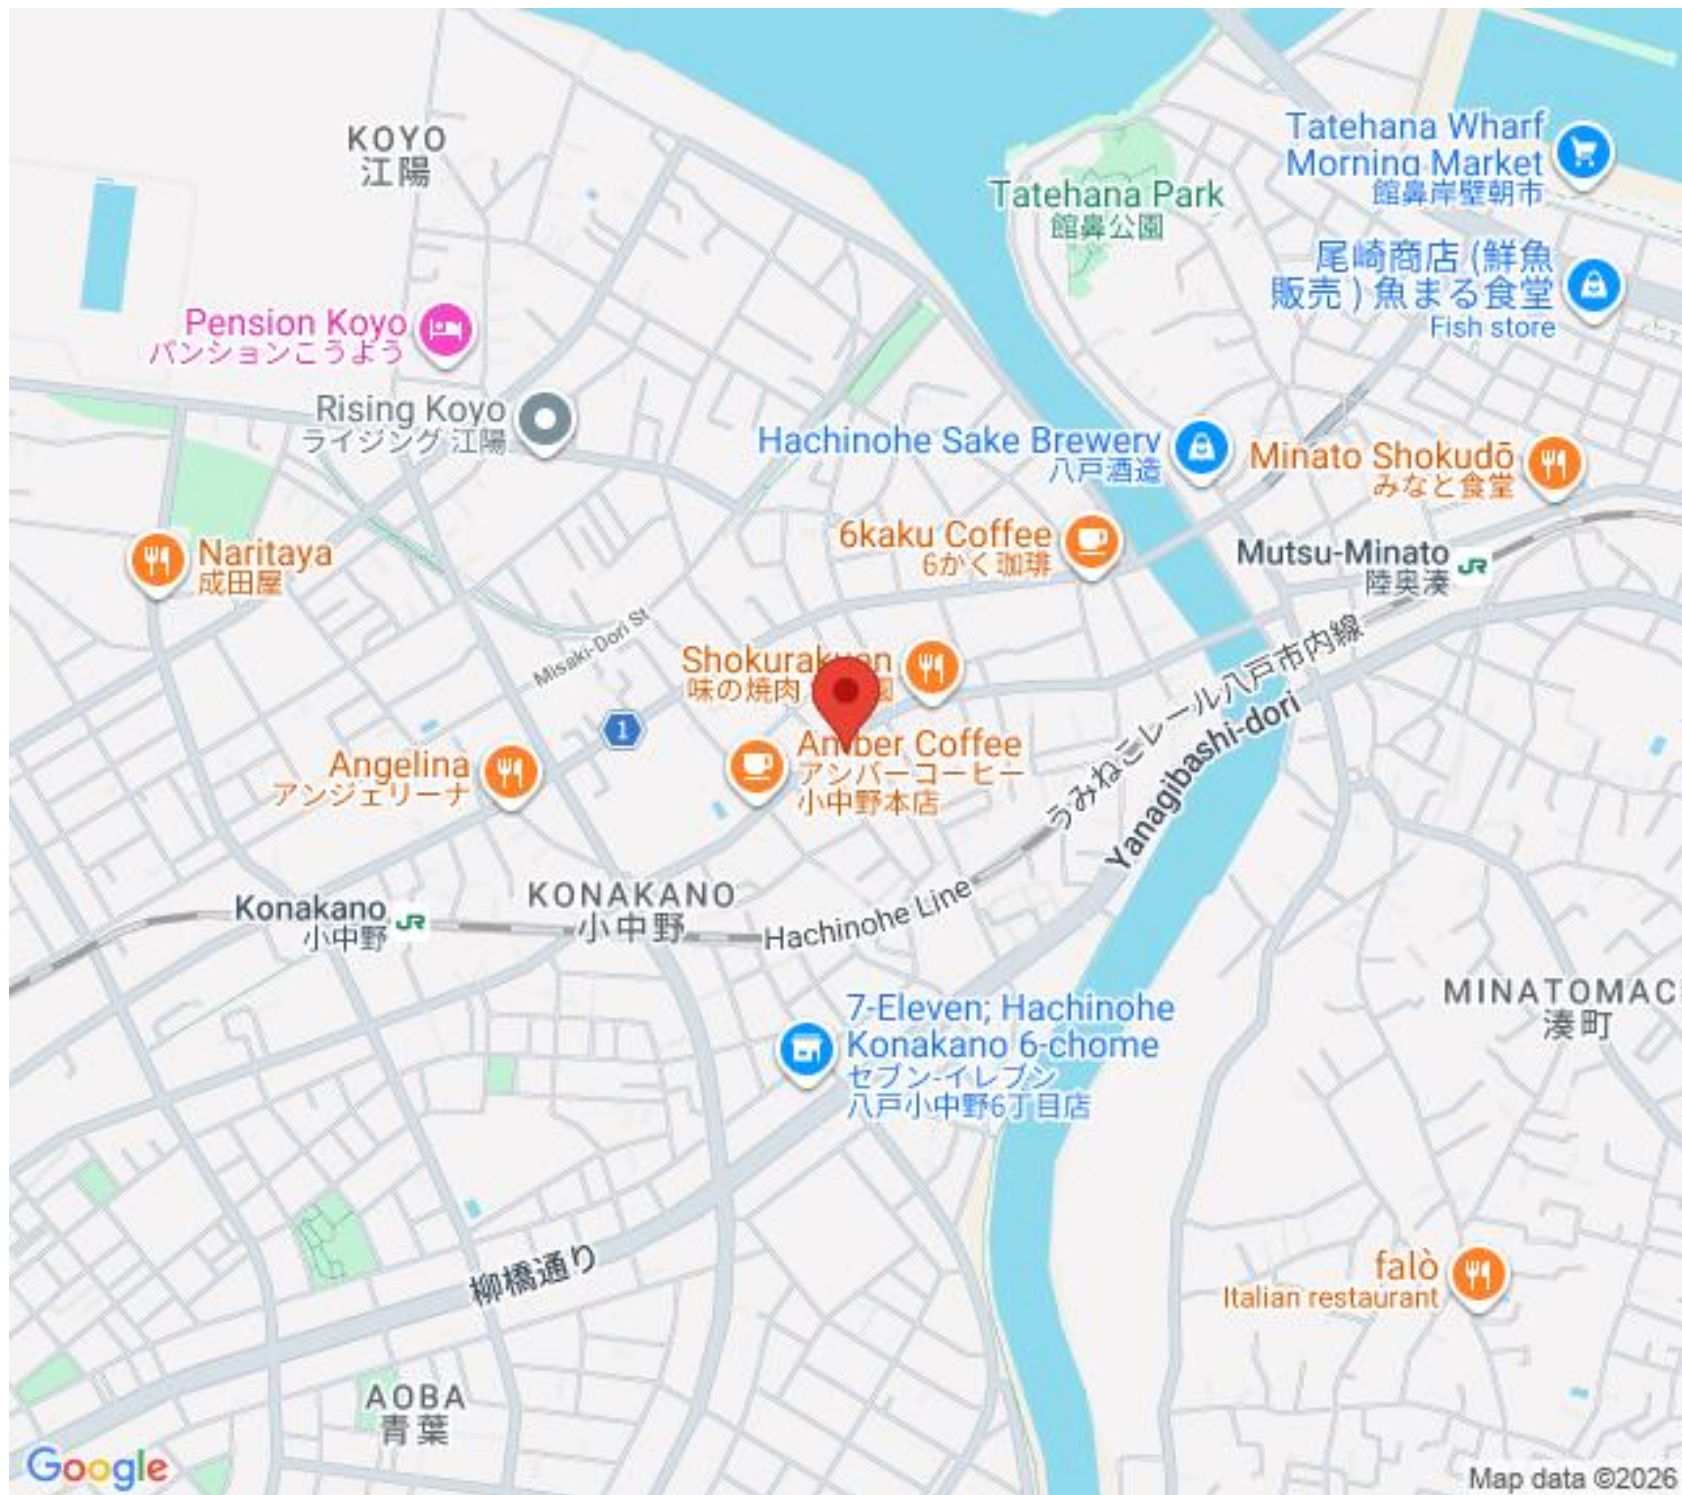 KOYO
江陽
Tatehana Wharf
Morning Market
館鼻岸壁朝市
Tatehana Park
館鼻公園
尾崎商店 (鮮魚
販売 ) 魚まる食堂
Fish store
Pension Koyo
パンションこうよう
Rising Koyo
ライジング 江陽
Hachinohe Sake Brewery
八戸酒造
Minato Shokudō
みなと食堂
6kaku Coffee
6かく珈琲
Naritaya
成田屋
Mutsu-Minato
陸奥湊
JR
Misaki-Dori St
Shokurakuen
味の焼肉
園
1
Angelina
アンジェリーナ
Amber Coffee
アンバーコーヒー
小中野本店
うみねこレール八戸市内線
Yanagibashi-dori
KONAKANO
小中野
Konakano
小中野
JR
Hachinohe Line
7-Eleven; Hachinohe
Konakano 6-chome
セブン-イレブン
八戸小中野6丁目店
MINATOMAC
湊町
柳橋通り
falò
Italian restaurant
AOBA
青葉
Google
Map data ©2026